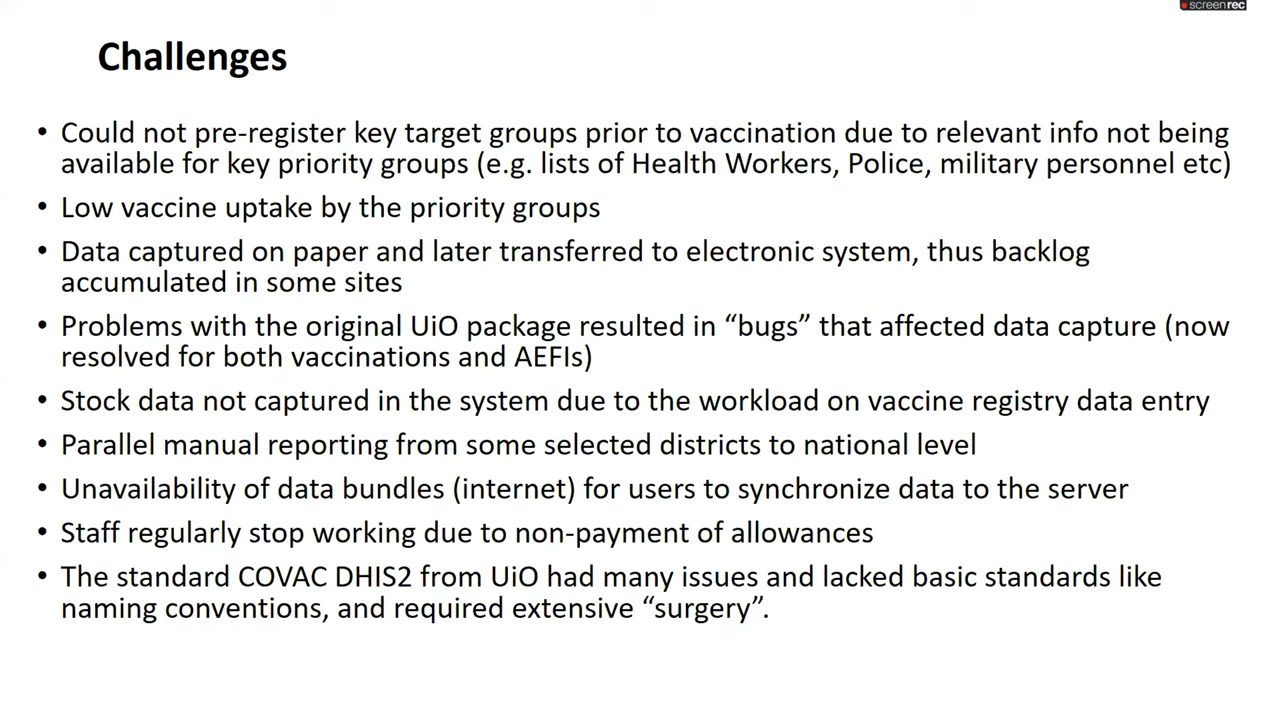 screenrec
Challenges
• Could not pre-register key target groups prior to vaccination due to relevant info not being
available for key priority groups (e.g. lists of Health Workers, Police, military personnel etc)
• Low vaccine uptake by the priority groups
• Data captured on paper and later transferred to electronic system, thus backlog
accumulated in some sites
• Problems with the original UiO package resulted in “bugs” that affected data capture (now
resolved for both vaccinations and AEFIs)
• Stock data not captured in the system due to the workload on vaccine registry data entry
• Parallel manual reporting from some selected districts to national level
• Unavailability of data bundles (internet) for users to synchronize data to the server
• Staff regularly stop working due to non-payment of allowances
• The standard COVAC DHIS2 from UiO had many issues and lacked basic standards like
naming conventions, and required extensive “surgery”.